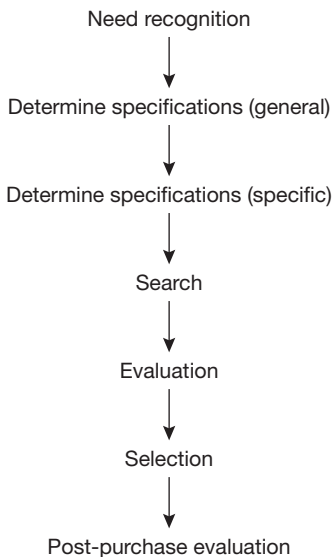 Need recognition
Determine specifications (general)
Determine specifications (specific)
Search
Evaluation
Selection
Post-purchase evaluation